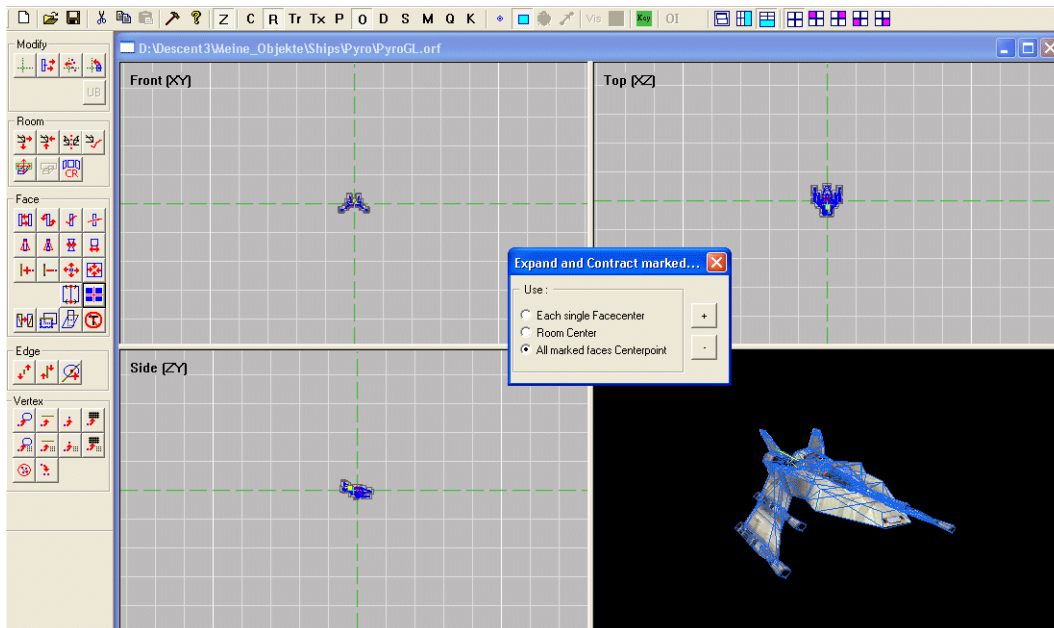 Z C R Tr Tx P O D S M Q K Vis Key OI
Modify
D:\Descent3\Meine_Objekte\Ships\Pyro\PyroGL.orf
Front (XY)
Top (XZ)
UB
Room
CR
Face
Expand and Contract marked...
Use :
Each single Facecenter
+
Room Center
All marked faces Centerpoint
-
T
Edge
Side (ZY)
Vertex